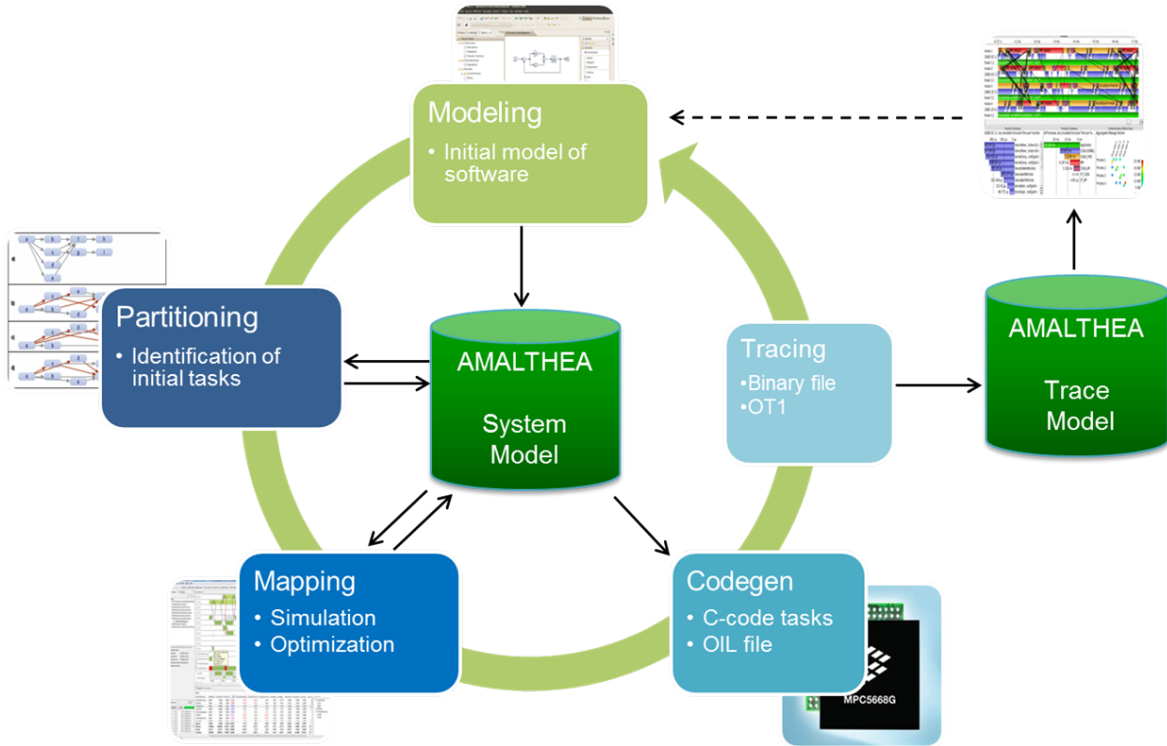 Modeling
• Initial model of
software
Partitioning
• Identification of
initial tasks
AMALTHEA
System
Model
Tracing
•Binary file
•OT1
AMALTHEA
Trace
Model
Mapping
• Simulation
• Optimization
Codegen
• C-code tasks
• OIL file
MPC5668G